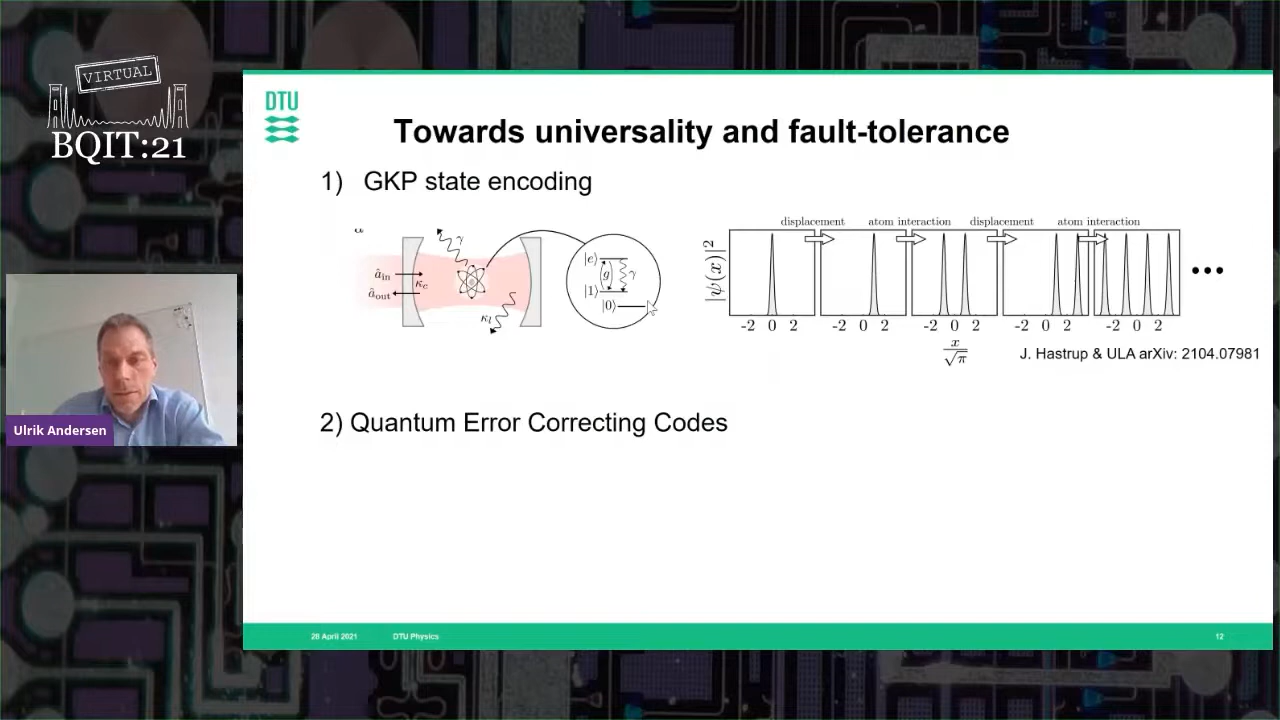 VIRTUAL
BQIT:21
DTU
Towards universality and fault-tolerance
1) GKP state encoding
displacement atom interaction displacement atom interaction
γ
â_in
κ_c
â_out
κ_l
|e⟩
g γ
|1⟩
|0⟩
|ψ(x)|²
-2 0 2 -2 0 2 -2 0 2 -2 0 2 -2 0 2
x/√π
•••
J. Hastrup & ULA arXiv: 2104.07981
2) Quantum Error Correcting Codes
Ulrik Andersen
28 April 2021 DTU Physics 12